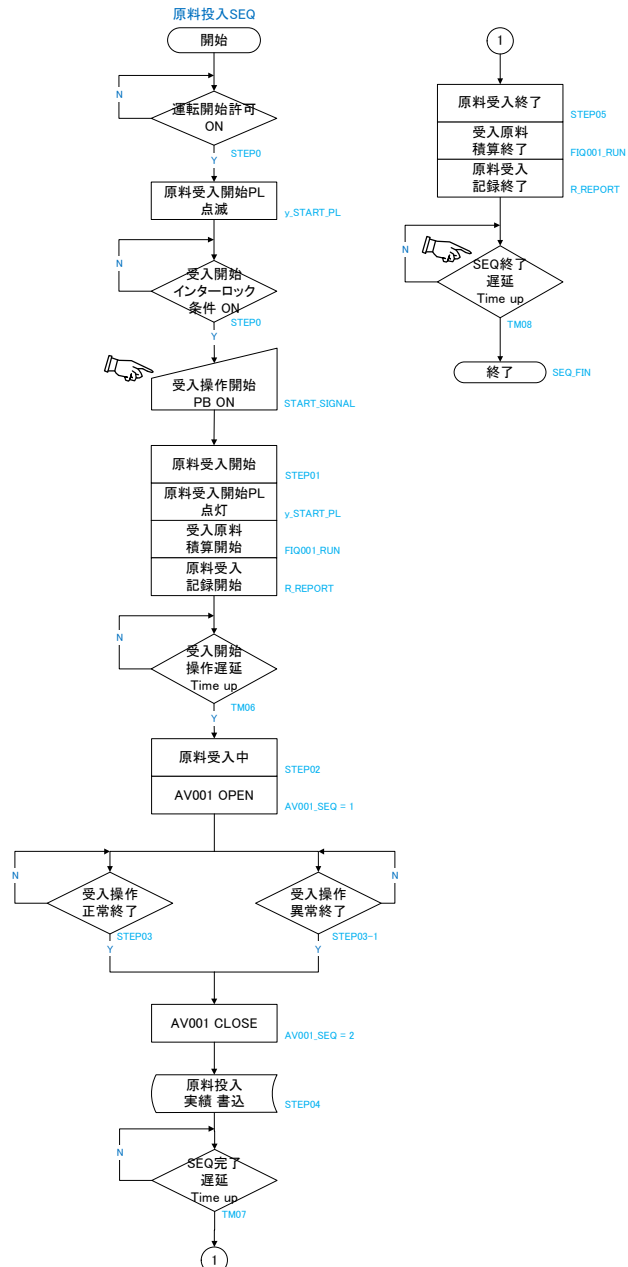 原料投入SEQ
開始
N
運転開始許可
ON
STEP0
Y
原料受入開始PL
点滅
y_START_PL
N
受入開始
インターロック
条件 ON
STEP0
Y
受入操作開始
PB ON
START_SIGNAL
原料受入開始
STEP01
原料受入開始PL
点灯
y_START_PL
受入原料
積算開始
FIQ001_RUN
原料受入
記録開始
R_REPORT
N
受入開始
操作遅延
Time up
TM06
Y
原料受入中
STEP02
AV001 OPEN
AV001_SEQ = 1
N
受入操作
正常終了
STEP03
Y
N
受入操作
異常終了
STEP03-1
Y
AV001 CLOSE
AV001_SEQ = 2
原料投入
実績 書込
STEP04
N
SEQ完了
遅延
Time up
TM07
Y
1
1
原料受入終了
STEP05
受入原料
積算終了
FIQ001_RUN
原料受入
記録終了
R_REPORT
N
SEQ終了
遅延
Time up
TM08
終了
SEQ_FIN